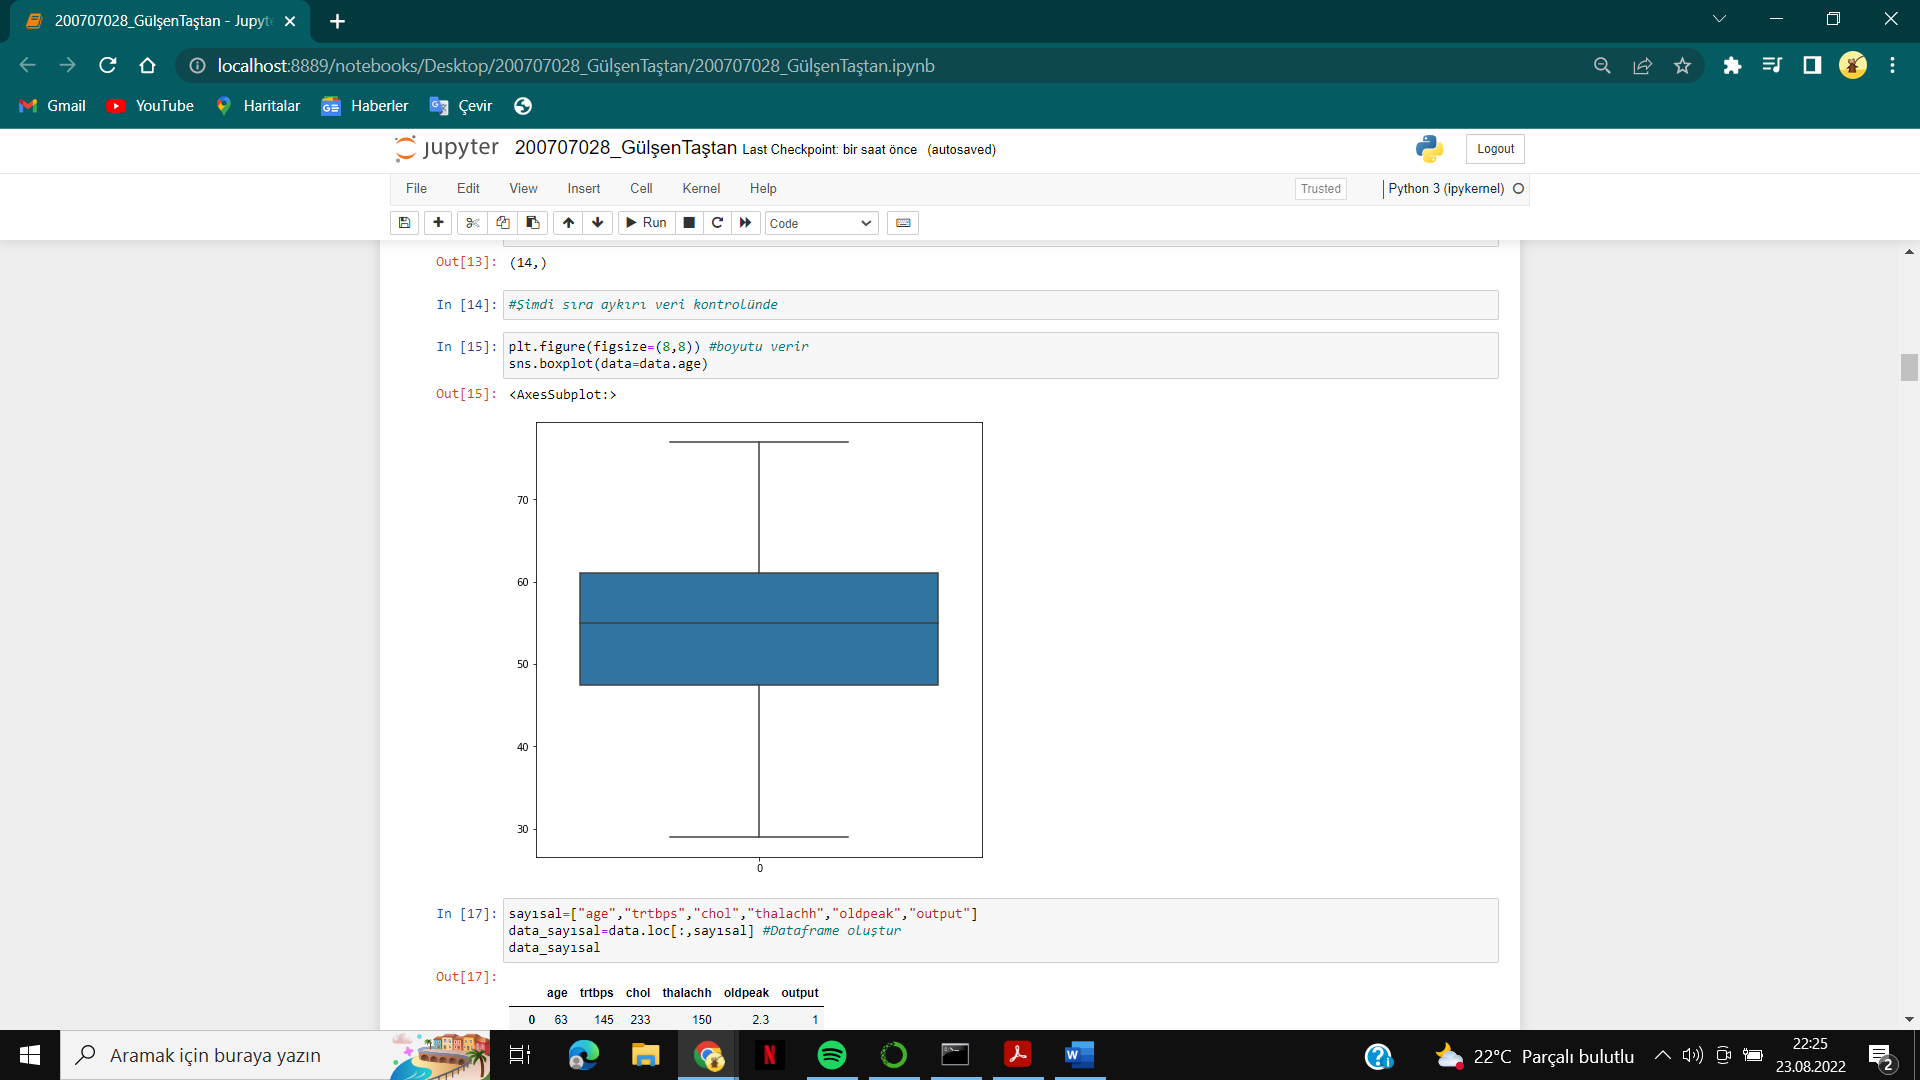 200707028_GülşenTaştan - Jupyte
localhost:8889/notebooks/Desktop/200707028_GülşenTaştan/200707028_GülşenTaştan.ipynb
Gmail YouTube Haritalar Haberler Çevir
jupyter 200707028_GülşenTaştan Last Checkpoint: bir saat önce (autosaved) Logout
File Edit View Insert Cell Kernel Help Trusted Python 3 (ipykernel)
Run Code
Out[13]: (14,)
In [14]: #Şimdi sıra aykırı veri kontrolünde
In [15]: plt.figure(figsize=(8,8)) #boyutu verir
sns.boxplot(data=data.age)
Out[15]: <AxesSubplot:>
70
60
50
40
30
0
In [17]: sayısal=["age","trtbps","chol","thalachh","oldpeak","output"]
data_sayısal=data.loc[:,sayısal] #Dataframe oluştur
data_sayısal
Out[17]:
age trtbps chol thalachh oldpeak output
0 63 145 233 150 2.3 1
Aramak için buraya yazın
22°C Parçalı bulutlu
22:25
23.08.2022
2